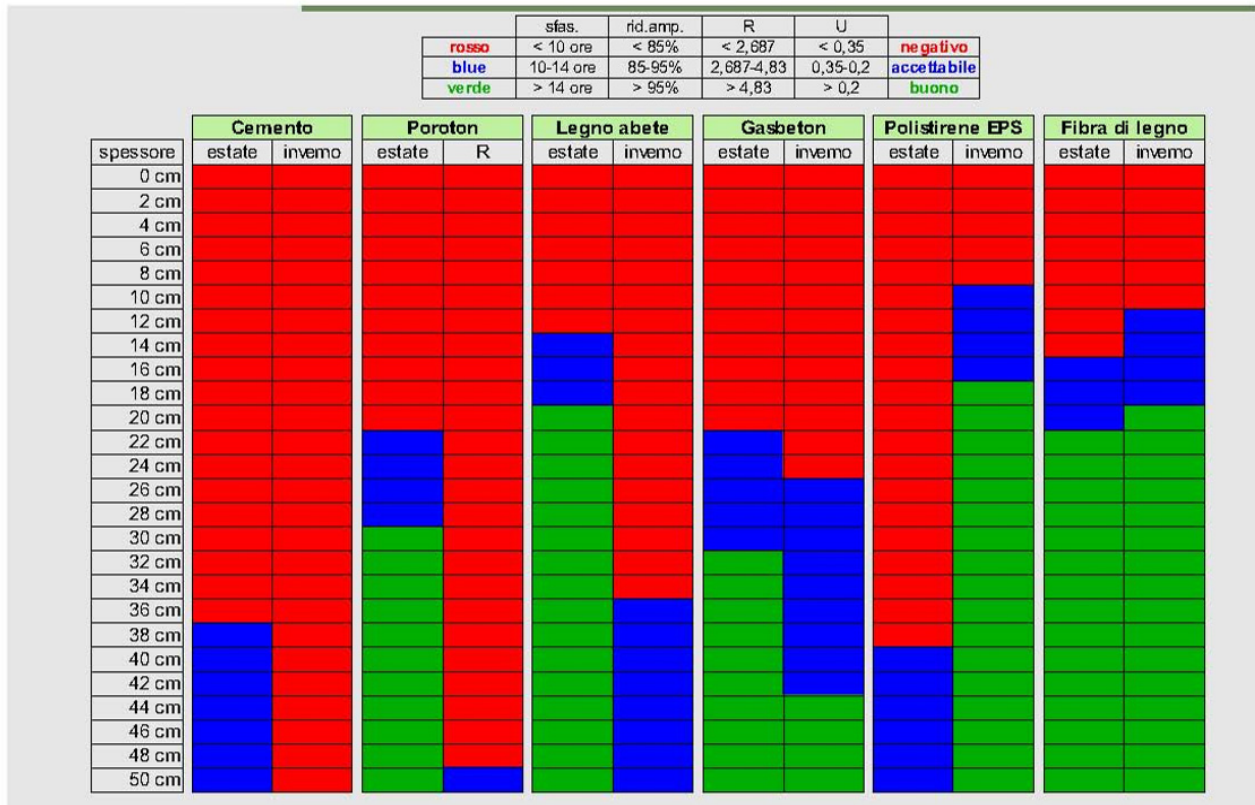 sfas. rid.amp. R U
rosso < 10 ore < 85% < 2,687 < 0,35 negativo
blue 10-14 ore 85-95% 2,687-4,83 0,35-0,2 accettabile
verde > 14 ore > 95% > 4,83 > 0,2 buono
Cemento Poroton Legno abete Gasbeton Polistirene EPS Fibra di legno
spessore estate inverno estate R estate inverno estate inverno estate inverno estate inverno
0 cm
2 cm
4 cm
6 cm
8 cm
10 cm
12 cm
14 cm
16 cm
18 cm
20 cm
22 cm
24 cm
26 cm
28 cm
30 cm
32 cm
34 cm
36 cm
38 cm
40 cm
42 cm
44 cm
46 cm
48 cm
50 cm